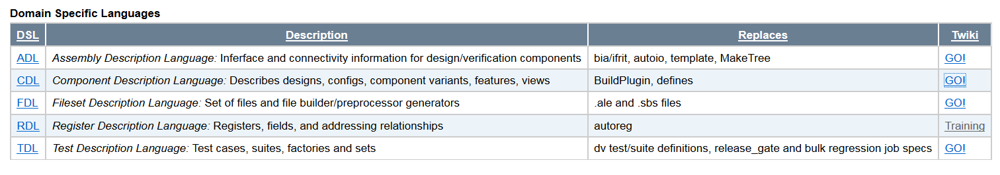 Domain Specific Languages
DSL Description Replaces Twiki
ADL Assembly Description Language: Inferface and connectivity information for design/verification components bia/ifrit, autoio, template, MakeTree GO!
CDL Component Description Language: Describes designs, configs, component variants, features, views BuildPlugin, defines GO!
FDL Fileset Description Language: Set of files and file builder/preprocessor generators .ale and .sbs files GO!
RDL Register Description Language: Registers, fields, and addressing relationships autoreg Training
TDL Test Description Language: Test cases, suites, factories and sets dv test/suite definitions, release_gate and bulk regression job specs GO!